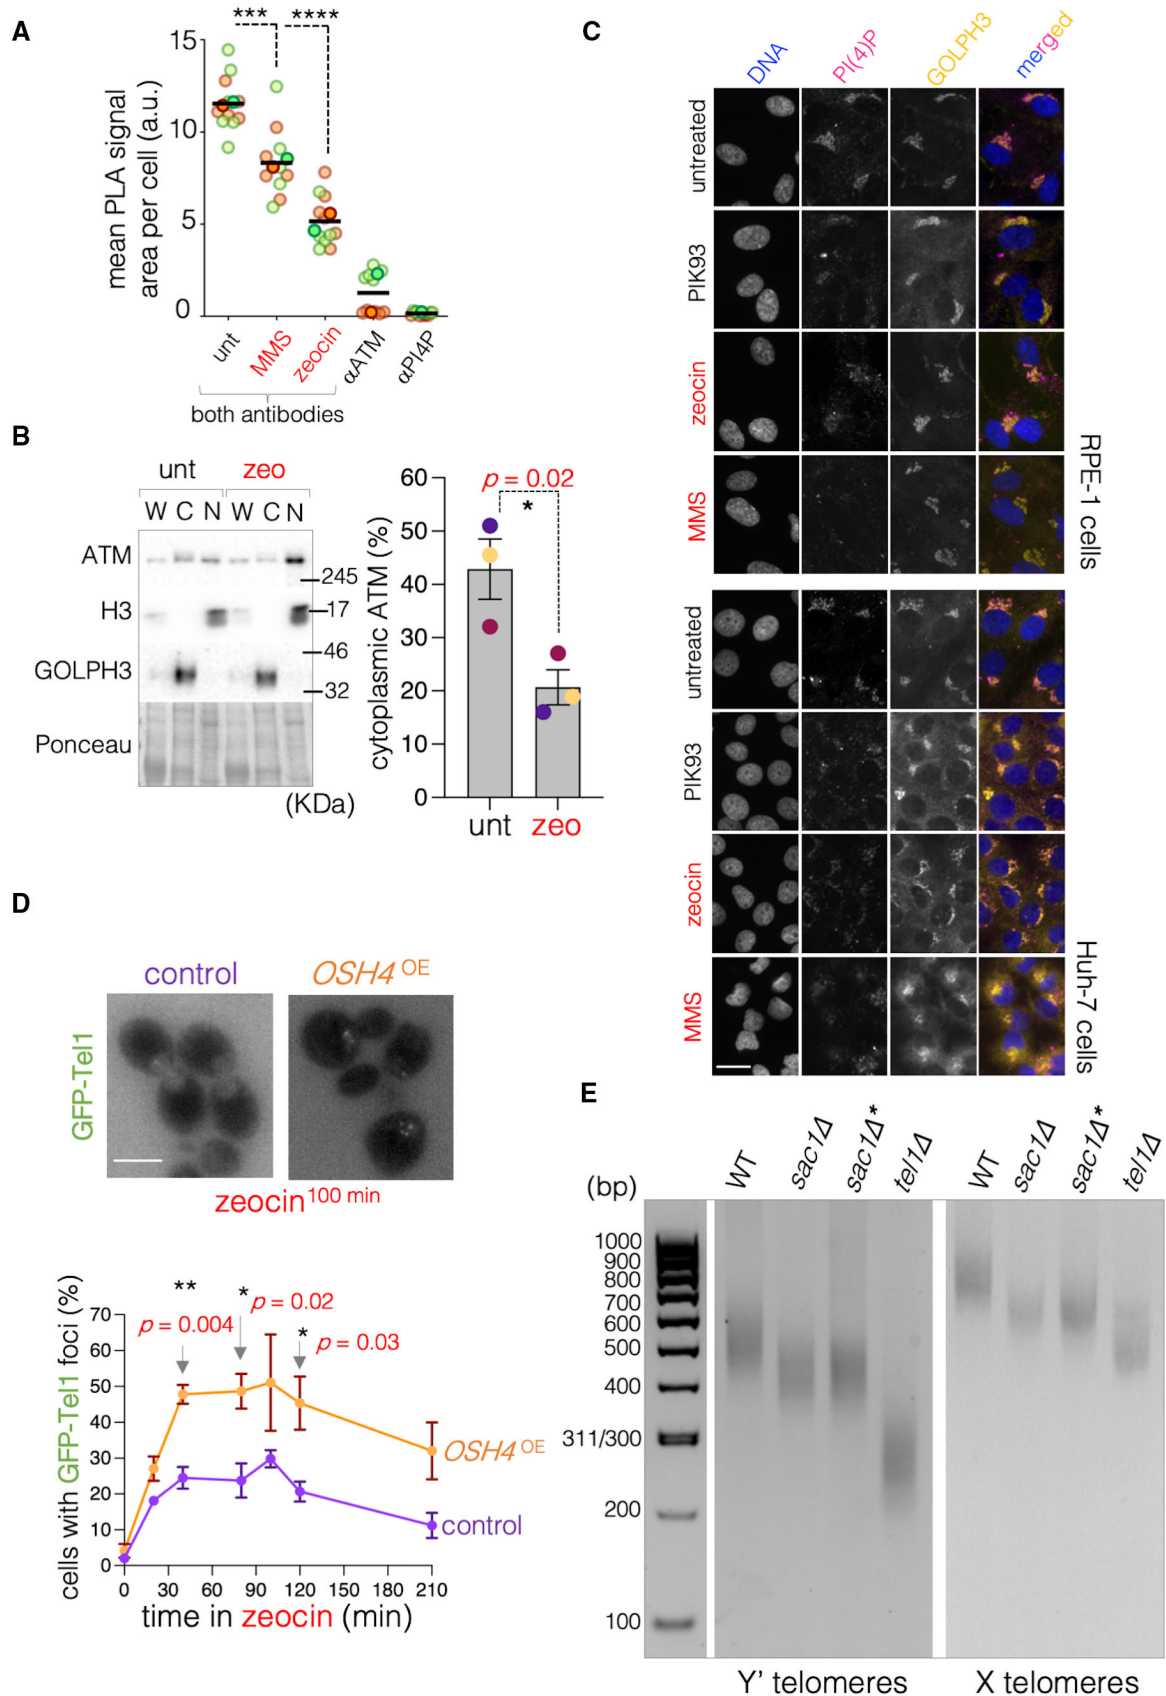 A
*** ****
15
10
5
0
mean PLA signal
area per cell (a.u.)
unt
MMS
zeocin
αATM
αPI4P
both antibodies
B
unt zeo
W C N W C N
ATM
245
H3
17
46
GOLPH3
32
Ponceau
(KDa)
cytoplasmic ATM (%)
60
50
40
30
20
10
0
p = 0.02
*
unt zeo
C
DNA
PI(4)P
GOLPH3
merged
untreated
PIK93
zeocin
MMS
RPE-1 cells
untreated
PIK93
zeocin
MMS
Huh-7 cells
D
control OSH4 OE
GFP-Tel1
zeocin 100 min
cells with GFP-Tel1 foci (%)
70
60
50
40
30
20
10
0
** * *
p = 0.004
p = 0.02
p = 0.03
OSH4 OE
control
0 30 60 90 120 150 180 210
time in zeocin (min)
E
(bp)
WT sac1Δ sac1Δ* tel1Δ WT sac1Δ sac1Δ* tel1Δ
1000
900
800
700
600
500
400
311/300
200
100
Y' telomeres X telomeres